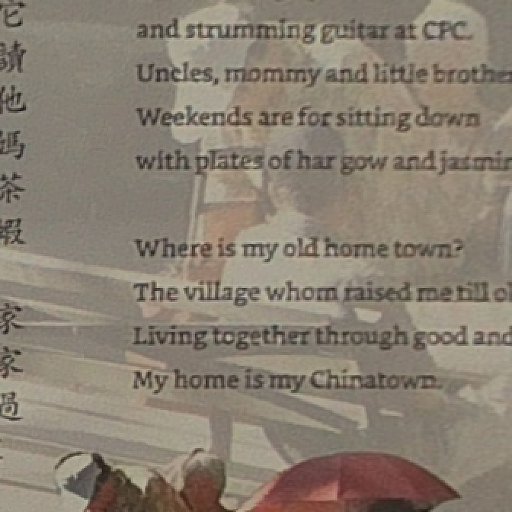 它讀他媽茶蝦
家家過
and strumming guitar at CPC.
Uncles, mommy and little brother
Weekends are for sitting down
with plates of har gow and jasmin
Where is my old home town?
The village whom raised me till ol
Living together through good and
My home is my Chinatown.